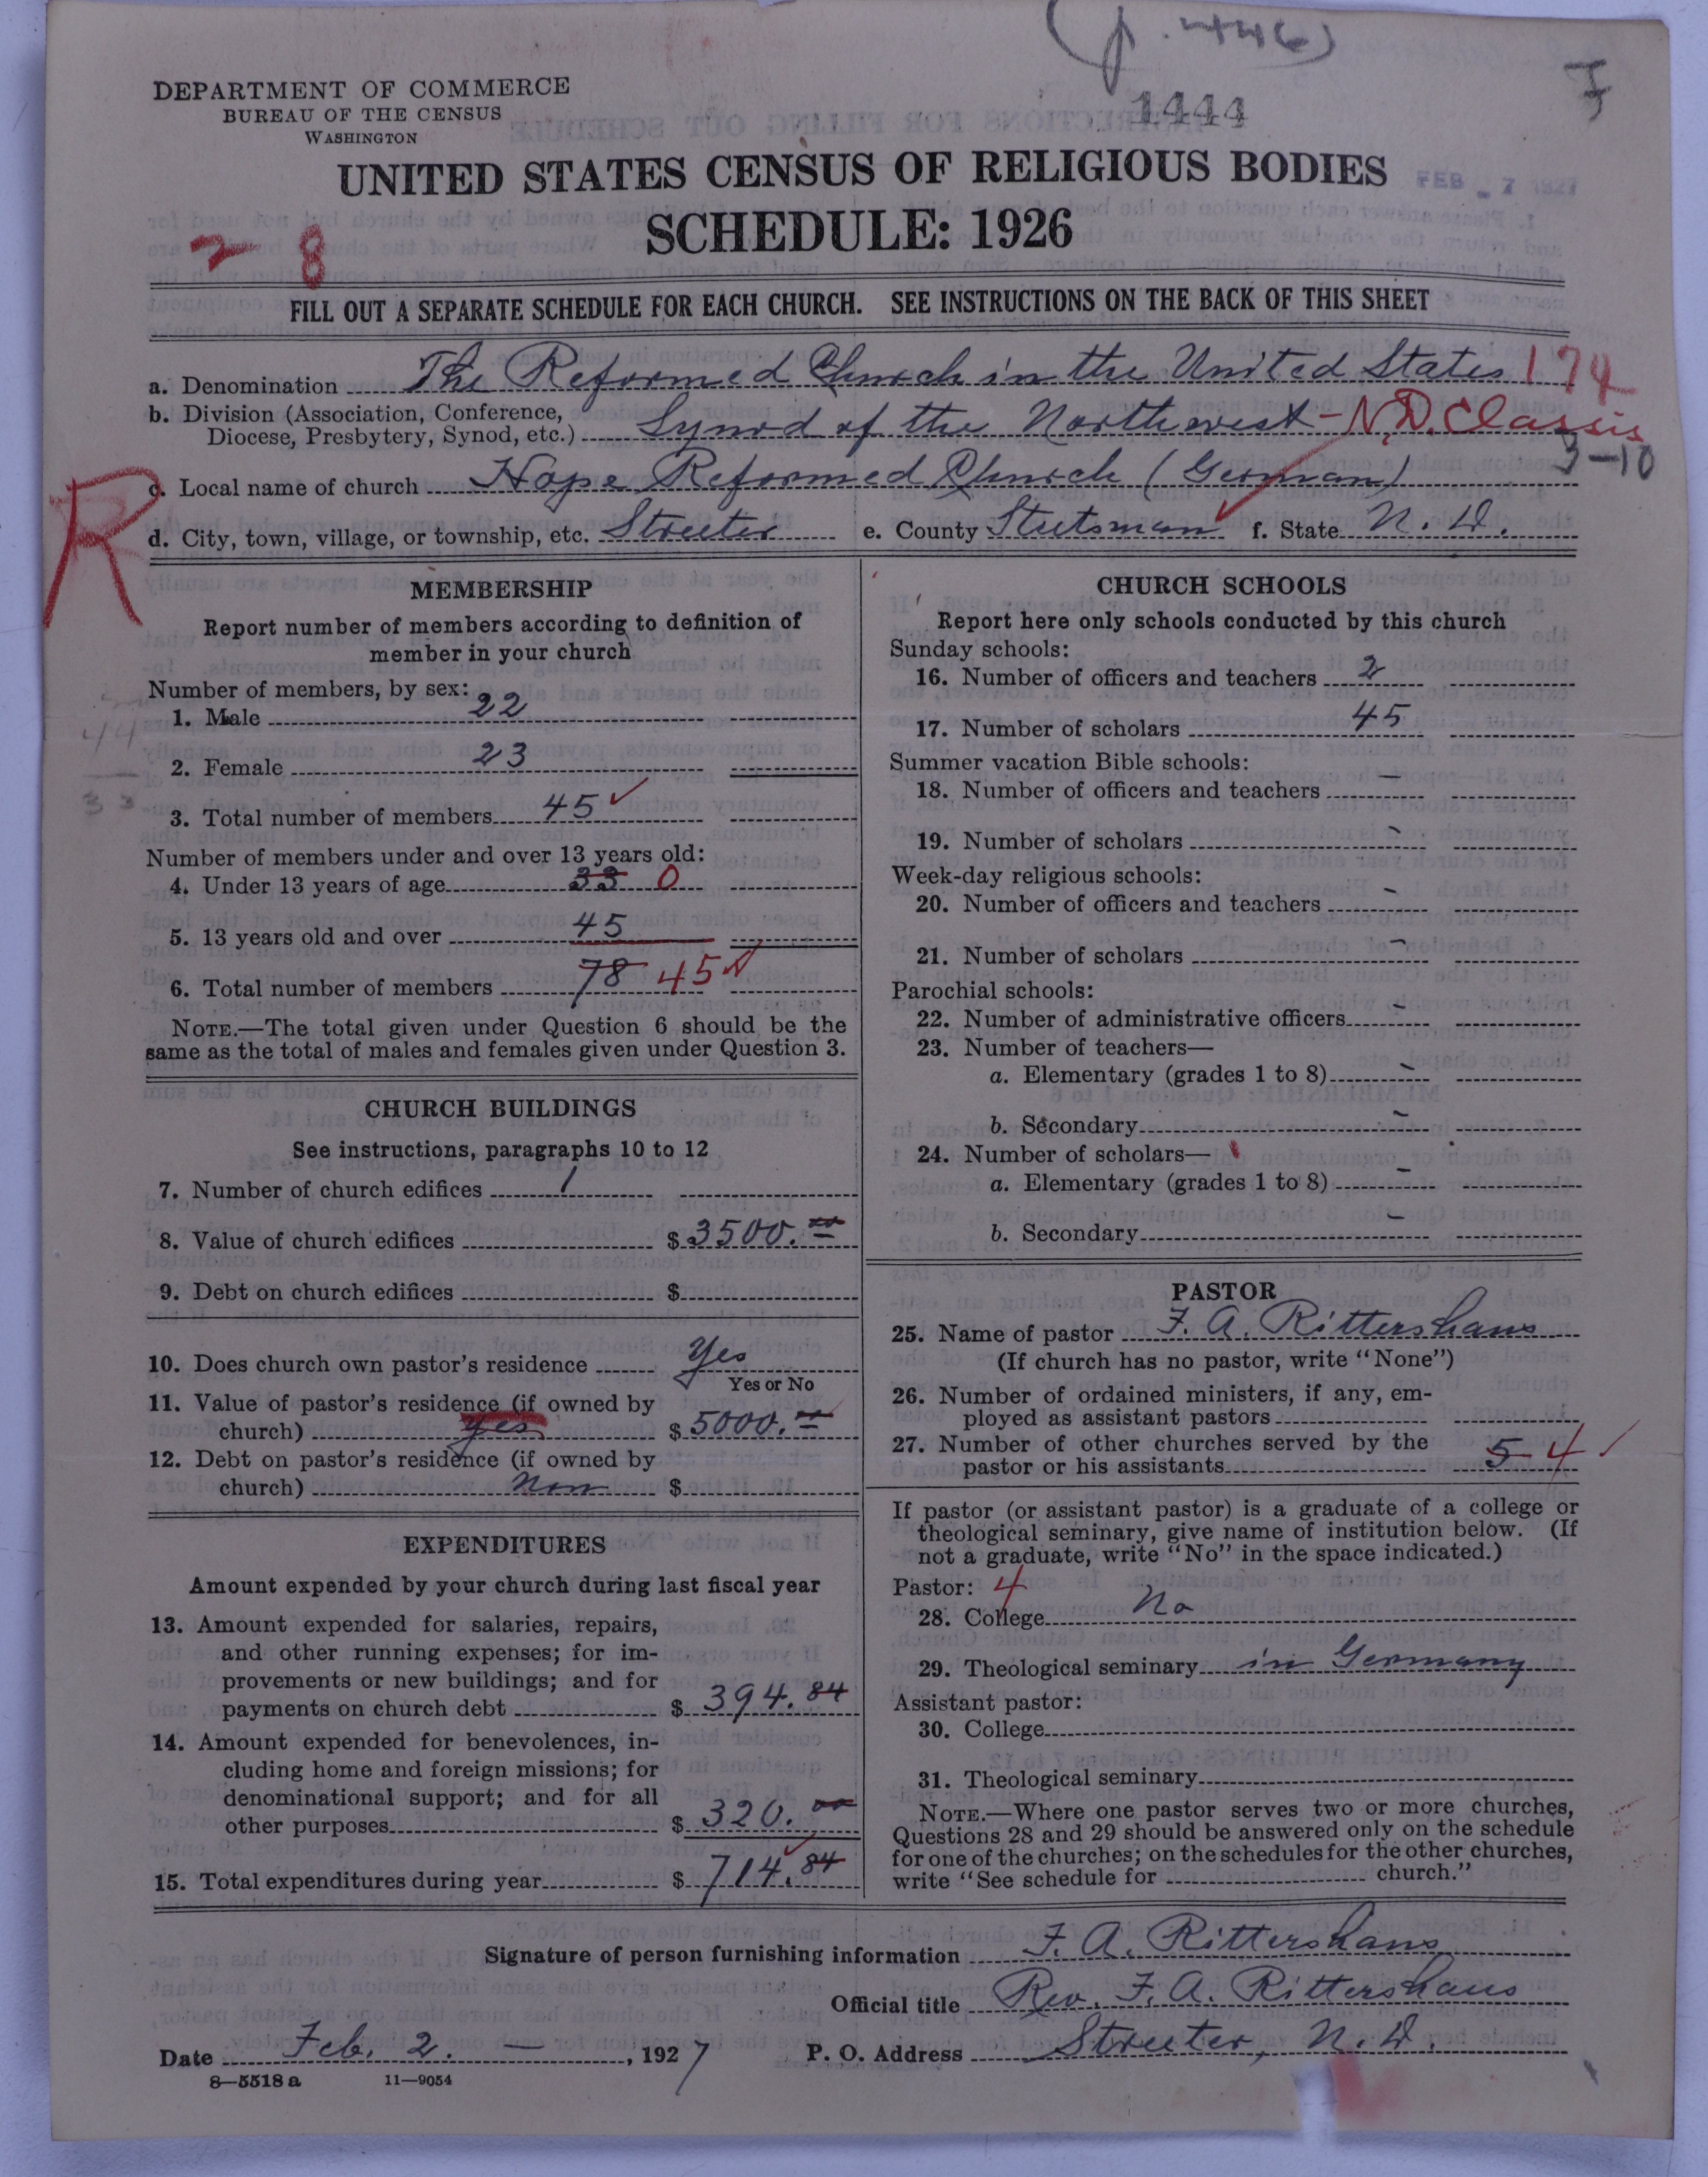 (p. 446)
DEPARTMENT OF COMMERCE
BUREAU OF THE CENSUS
WASHINGTON
1444
F
UNITED STATES CENSUS OF RELIGIOUS BODIES
FEB - 7 1927
SCHEDULE: 1926
2 8
FILL OUT A SEPARATE SCHEDULE FOR EACH CHURCH. SEE INSTRUCTIONS ON THE BACK OF THIS SHEET
a. Denomination The Reformed Church in the United States 174
b. Division (Association, Conference,
Diocese, Presbytery, Synod, etc.) Synod of the Northwest - N.D. Classis
3-10
R
c. Local name of church Hope Reformed Church (German)
d. City, town, village, or township, etc. Streeter e. County Stutsman f. State N. D.
MEMBERSHIP
Report number of members according to definition of
member in your church
Number of members, by sex:
1. Male 22
44
2. Female 23
33
3. Total number of members 45 ✓
Number of members under and over 13 years old:
4. Under 13 years of age 33 0
5. 13 years old and over 45
6. Total number of members 78 45 ✓
NOTE.—The total given under Question 6 should be the
same as the total of males and females given under Question 3.
CHURCH BUILDINGS
See instructions, paragraphs 10 to 12
7. Number of church edifices 1
8. Value of church edifices $ 3500.00
9. Debt on church edifices $
10. Does church own pastor's residence Yes
Yes or No
11. Value of pastor's residence (if owned by
church) yes $ 5000.00
12. Debt on pastor's residence (if owned by
church) Non $
EXPENDITURES
Amount expended by your church during last fiscal year
13. Amount expended for salaries, repairs,
and other running expenses; for im-
provements or new buildings; and for
payments on church debt $ 394.84
14. Amount expended for benevolences, in-
cluding home and foreign missions; for
denominational support; and for all
other purposes $ 320.00
15. Total expenditures during year $ 714.84
CHURCH SCHOOLS
Report here only schools conducted by this church
Sunday schools:
16. Number of officers and teachers 2
17. Number of scholars 45
Summer vacation Bible schools:
18. Number of officers and teachers -
19. Number of scholars -
Week-day religious schools:
20. Number of officers and teachers -
21. Number of scholars -
Parochial schools:
22. Number of administrative officers -
23. Number of teachers—
a. Elementary (grades 1 to 8) -
b. Secondary -
24. Number of scholars—
a. Elementary (grades 1 to 8) -
b. Secondary -
PASTOR
25. Name of pastor F. A. Rittershaus
(If church has no pastor, write "None")
26. Number of ordained ministers, if any, em-
ployed as assistant pastors
27. Number of other churches served by the
pastor or his assistants 5 4 ✓
If pastor (or assistant pastor) is a graduate of a college or
theological seminary, give name of institution below. (If
not a graduate, write "No" in the space indicated.)
Pastor: 4
28. College No
29. Theological seminary in Germany
Assistant pastor:
30. College
31. Theological seminary
NOTE.—Where one pastor serves two or more churches,
Questions 28 and 29 should be answered only on the schedule
for one of the churches; on the schedules for the other churches,
write "See schedule for church."
Signature of person furnishing information F. A. Rittershaus
Official title Rev. F. A. Rittershaus
Date Feb. 2. —, 1927 P. O. Address Streeter, N. D.
8—5518 a 11—9054